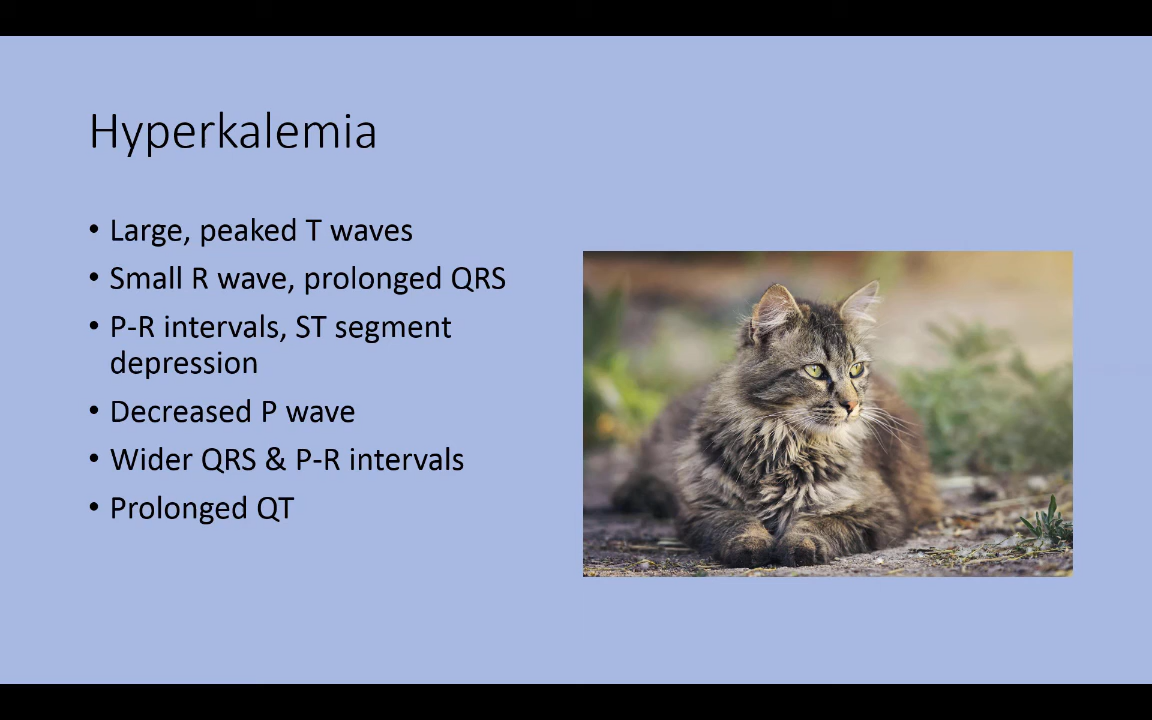 Hyperkalemia
• Large, peaked T waves
• Small R wave, prolonged QRS
• P-R intervals, ST segment
depression
• Decreased P wave
• Wider QRS & P-R intervals
• Prolonged QT